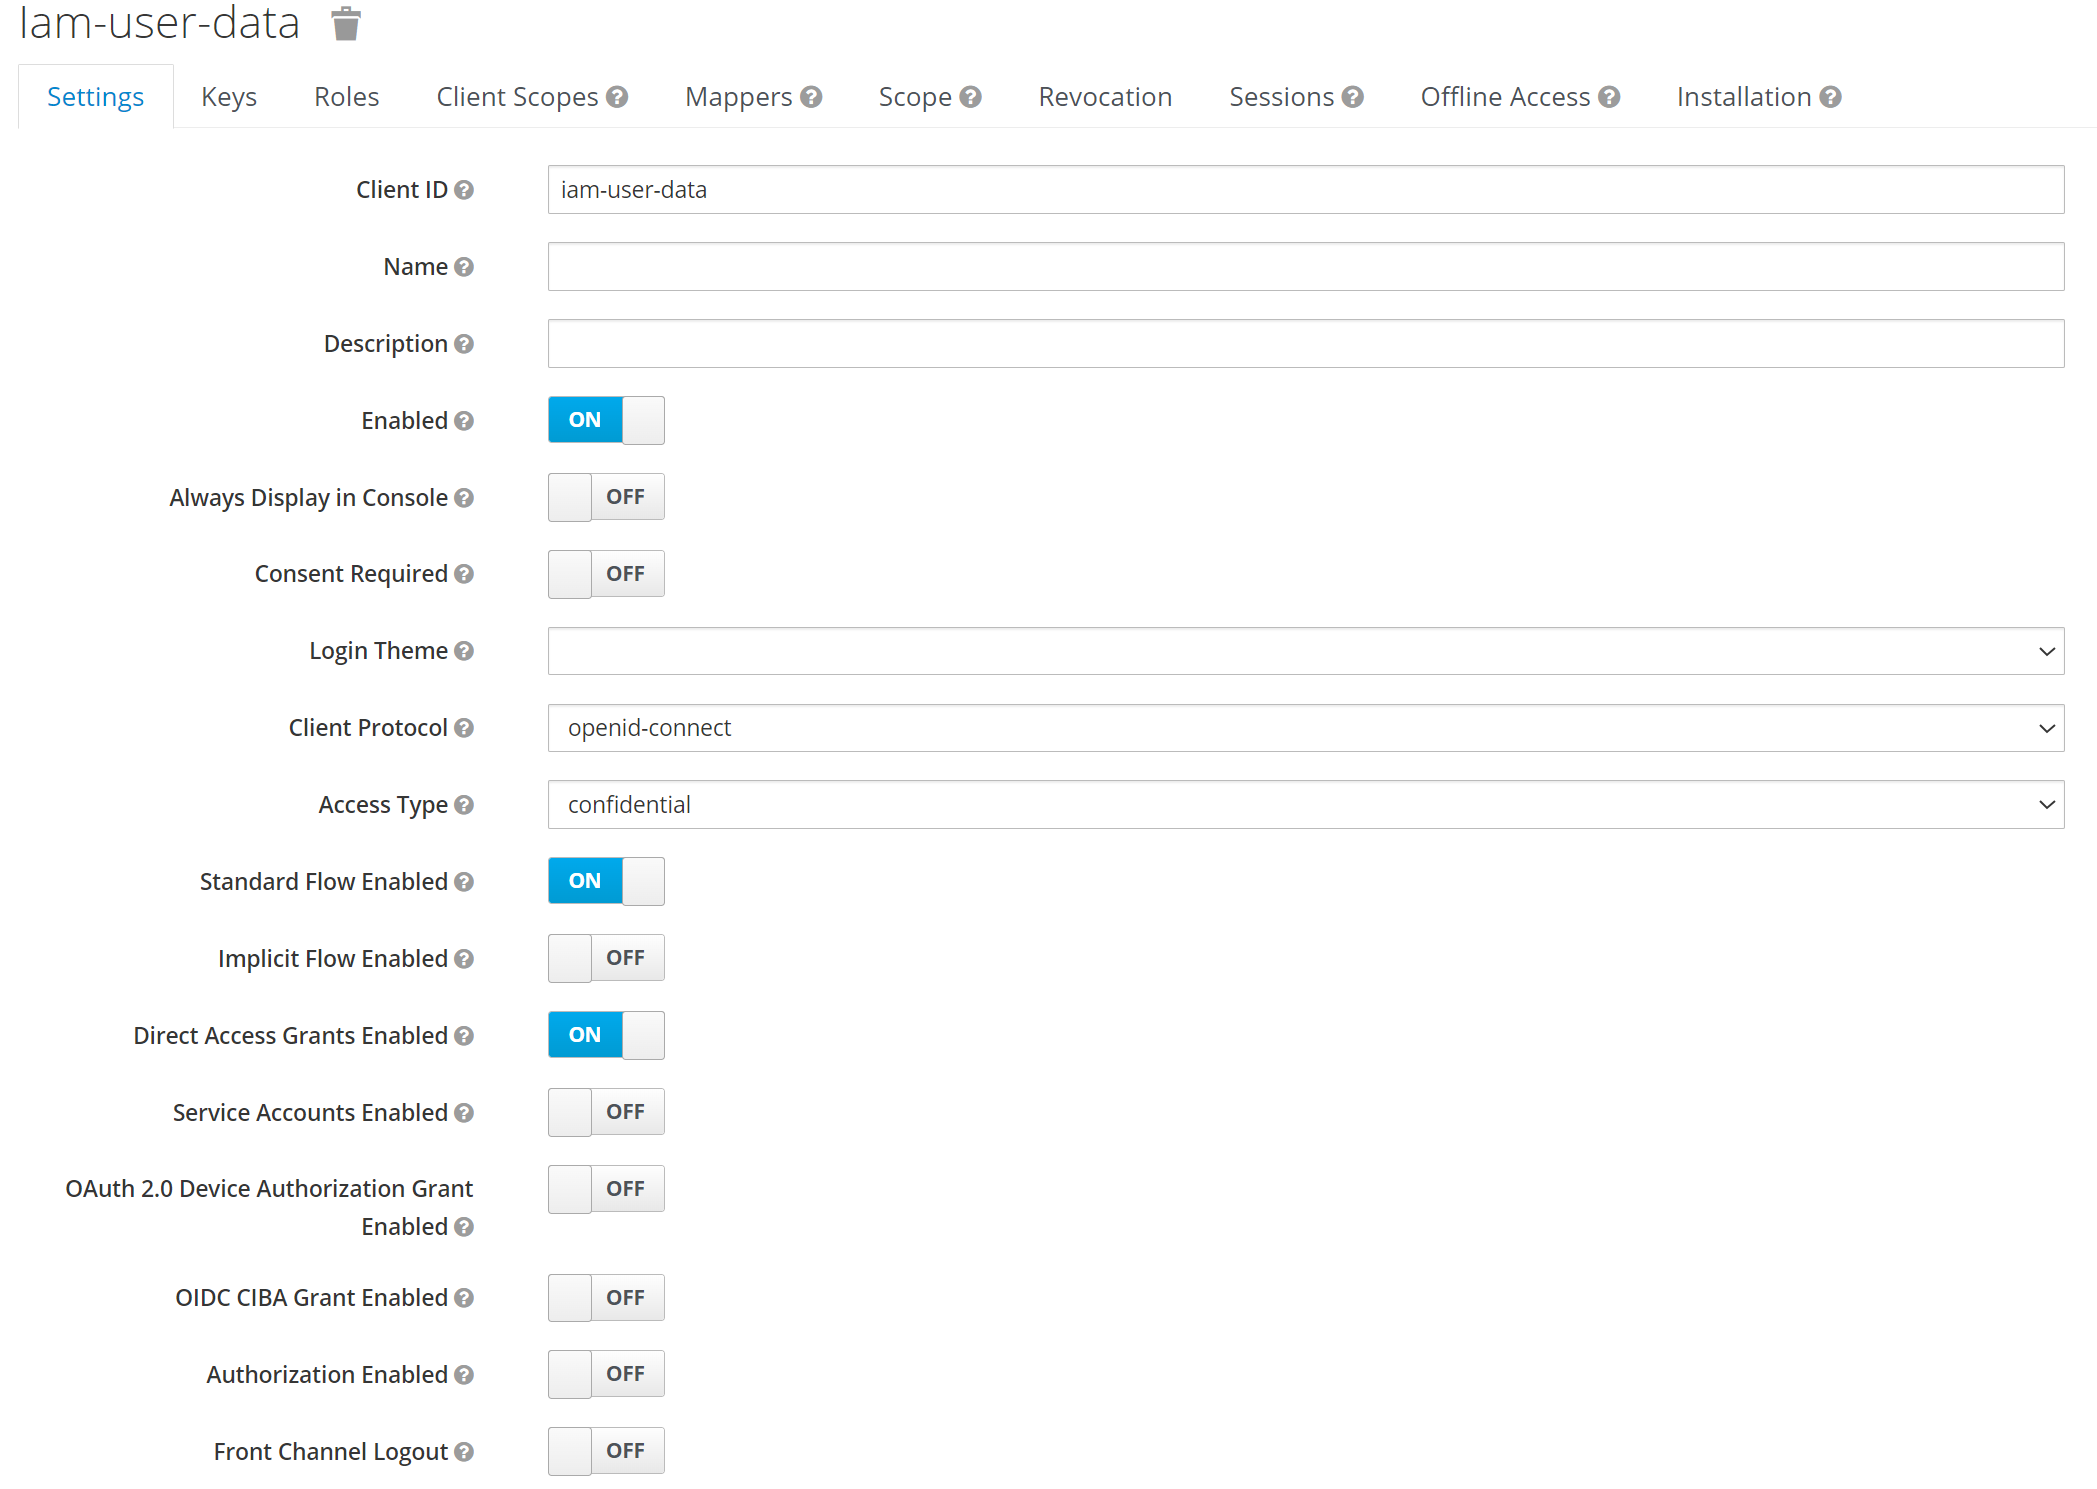 Iam-user-data
Settings Keys Roles Client Scopes Mappers Scope Revocation Sessions Offline Access Installation
Client ID iam-user-data
Name
Description
Enabled ON
Always Display in Console OFF
Consent Required OFF
Login Theme
Client Protocol openid-connect
Access Type confidential
Standard Flow Enabled ON
Implicit Flow Enabled OFF
Direct Access Grants Enabled ON
Service Accounts Enabled OFF
OAuth 2.0 Device Authorization Grant OFF
Enabled
OIDC CIBA Grant Enabled OFF
Authorization Enabled OFF
Front Channel Logout OFF